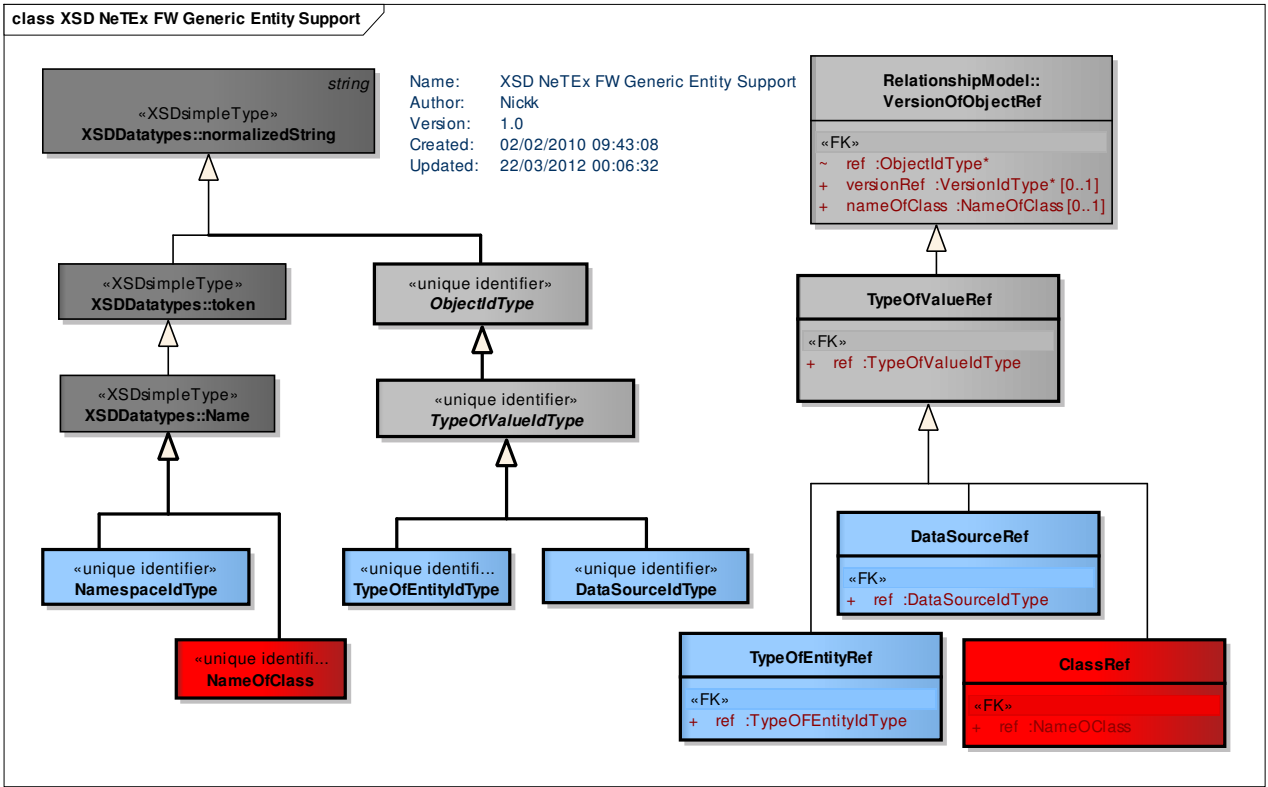 class XSD NeTEx FW Generic Entity Support
string
«XSDsimpleType»
XSDDatatypes::normalizedString
Name: XSD NeTEx FW Generic Entity Support
Author: Nickk
Version: 1.0
Created: 02/02/2010 09:43:08
Updated: 22/03/2012 00:06:32
RelationshipModel::
VersionOfObjectRef
«FK»
~ ref :ObjectIdType*
+ versionRef :VersionIdType* [0..1]
+ nameOfClass :NameOfClass [0..1]
«XSDsimpleType»
XSDDatatypes::token
«unique identifier»
ObjectIdType
TypeOfValueRef
«FK»
+ ref :TypeOfValueIdType
«XSDsimpleType»
XSDDatatypes::Name
«unique identifier»
TypeOfValueIdType
«unique identifier»
NamespaceIdType
«unique identifi...
TypeOfEntityIdType
«unique identifier»
DataSourceIdType
DataSourceRef
«FK»
+ ref :DataSourceIdType
«unique identifi...
NameOfClass
TypeOfEntityRef
«FK»
+ ref :TypeOFEntityIdType
ClassRef
«FK»
+ ref :NameOClass